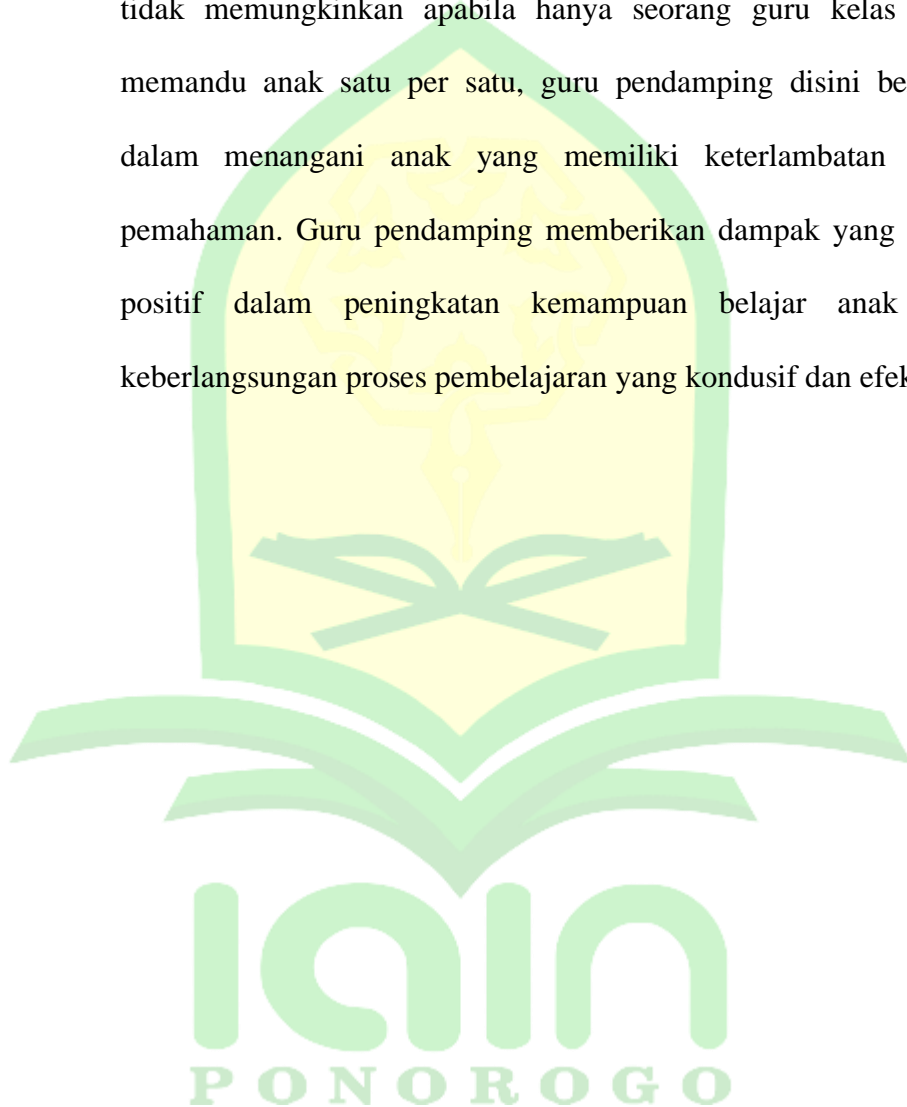 tidak memungkinkan apabila hanya seorang guru kelas
memandu anak satu per satu, guru pendamping disini be
dalam menangani anak yang memiliki keterlambatan
pemahaman. Guru pendamping memberikan dampak yang
positif dalam peningkatan kemampuan belajar anak
keberlangsungan proses pembelajaran yang kondusif dan efek
iain
PONOROGO